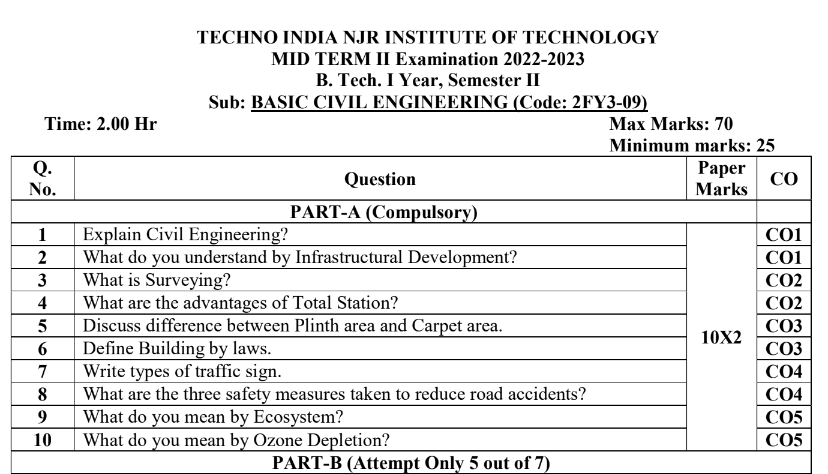 TECHNO INDIA NJR INSTITUTE OF TECHNOLOGY
MID TERM II Examination 2022-2023
B. Tech. I Year, Semester II
Sub: BASIC CIVIL ENGINEERING (Code: 2FY3-09)
Time: 2.00 Hr Max Marks: 70
Minimum marks: 25
Q. No. Question Paper Marks CO
PART-A (Compulsory)
1 Explain Civil Engineering? CO1
2 What do you understand by Infrastructural Development? CO1
3 What is Surveying? CO2
4 What are the advantages of Total Station? CO2
5 Discuss difference between Plinth area and Carpet area. CO3
10X2
6 Define Building by laws. CO3
7 Write types of traffic sign. CO4
8 What are the three safety measures taken to reduce road accidents? CO4
9 What do you mean by Ecosystem? CO5
10 What do you mean by Ozone Depletion? CO5
PART-B (Attempt Only 5 out of 7)